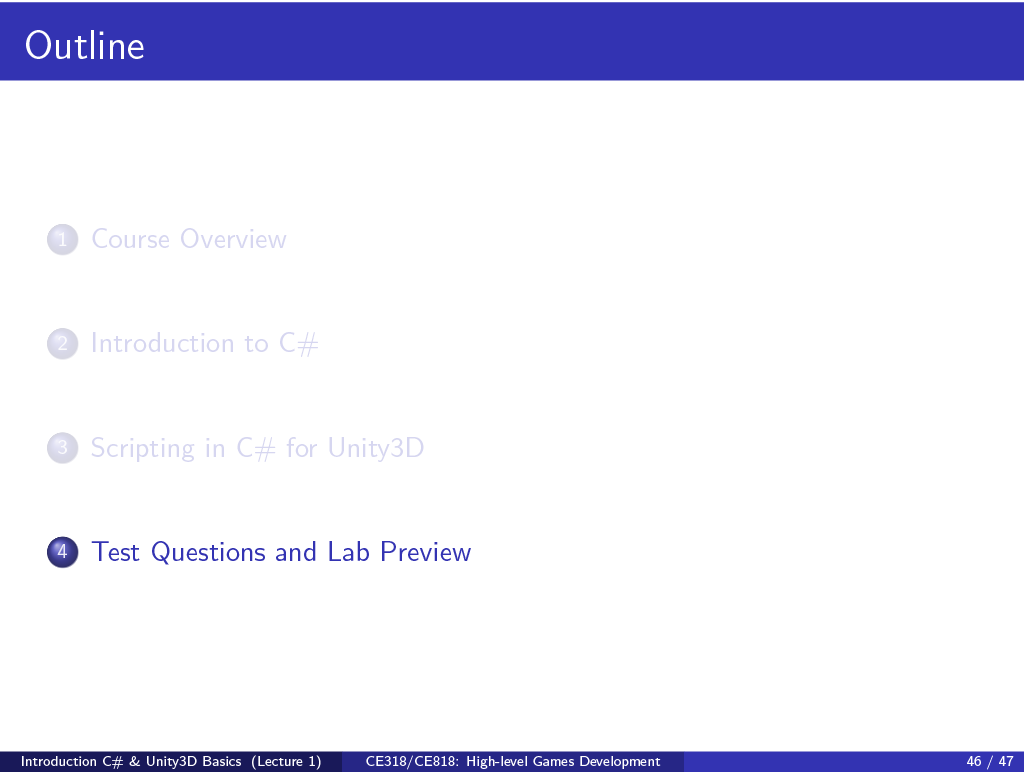 Outline
1 Course Overview
2 Introduction to C#
3 Scripting in C# for Unity3D
4 Test Questions and Lab Preview
Introduction C# & Unity3D Basics (Lecture 1) CE318/CE818: High-level Games Development 46 / 47